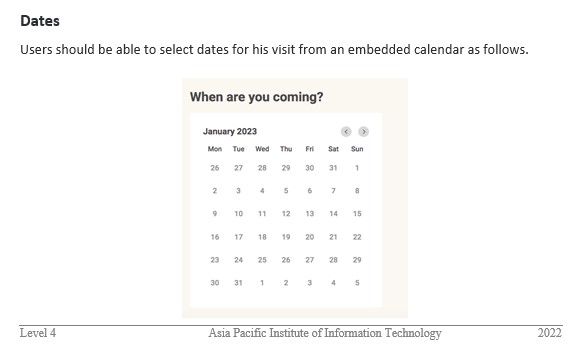 Dates
Users should be able to select dates for his visit from an embedded calendar as follows.
When are you coming?
January 2023
Mon Tue Wed Thu Fri Sat Sun
26 27 28 29 30 31 1
2 3 4 5 6 7 8
9 10 11 12 13 14 15
16 17 18 19 20 21 22
23 24 25 26 27 28 29
30 31 1 2 3 4 5
Level 4 Asia Pacific Institute of Information Technology 2022